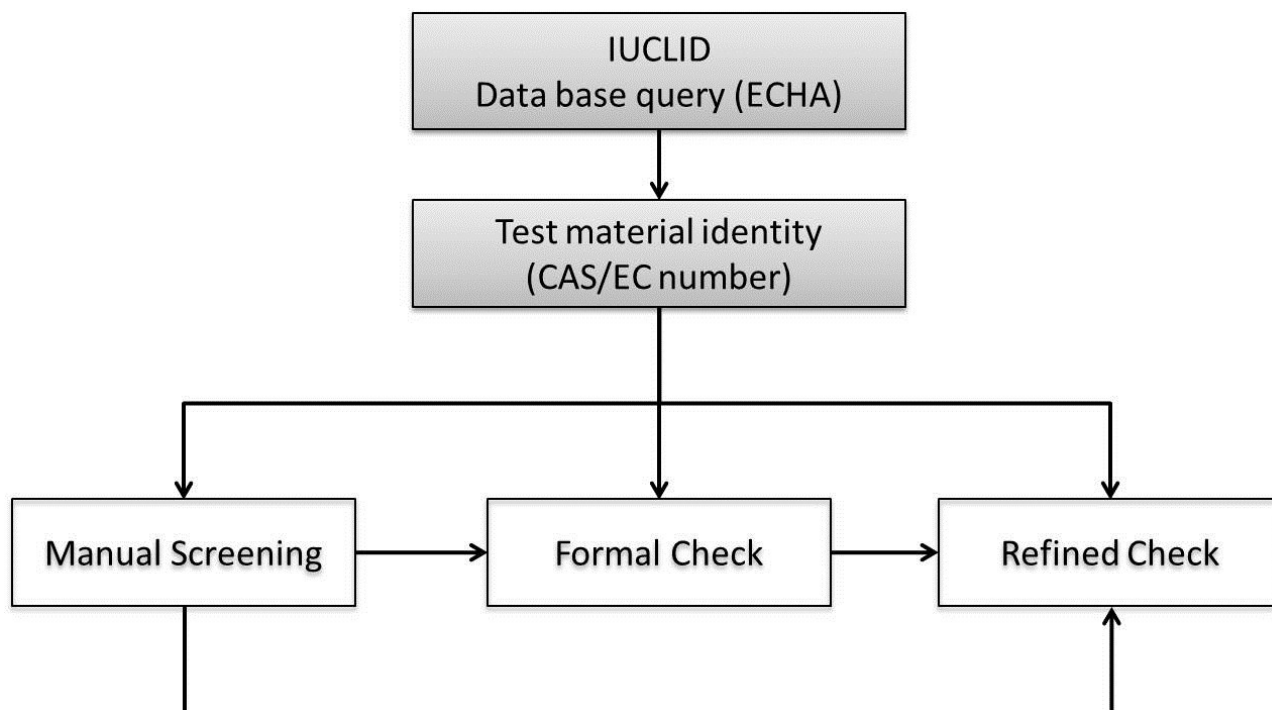 IUCLID
Data base query (ECHA)
Test material identity
(CAS/EC number)
Manual Screening
Formal Check
Refined Check